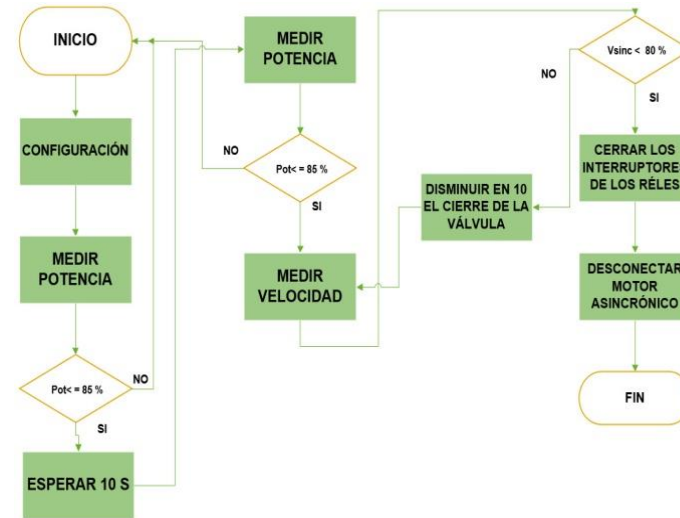 INICIO
CONFIGURACIÓN
MEDIR
POTENCIA
Pot< = 85 %
NO
SI
ESPERAR 10 S
MEDIR
POTENCIA
NO
Pot< = 85 %
SI
MEDIR
VELOCIDAD
DISMINUIR EN 10
EL CIERRE DE LA
VÁLVULA
Vsinc < 80 %
NO
SI
CERRAR LOS
INTERRUPTORES
DE LOS RÉLES
DESCONECTAR
MOTOR
ASINCRÓNICO
FIN